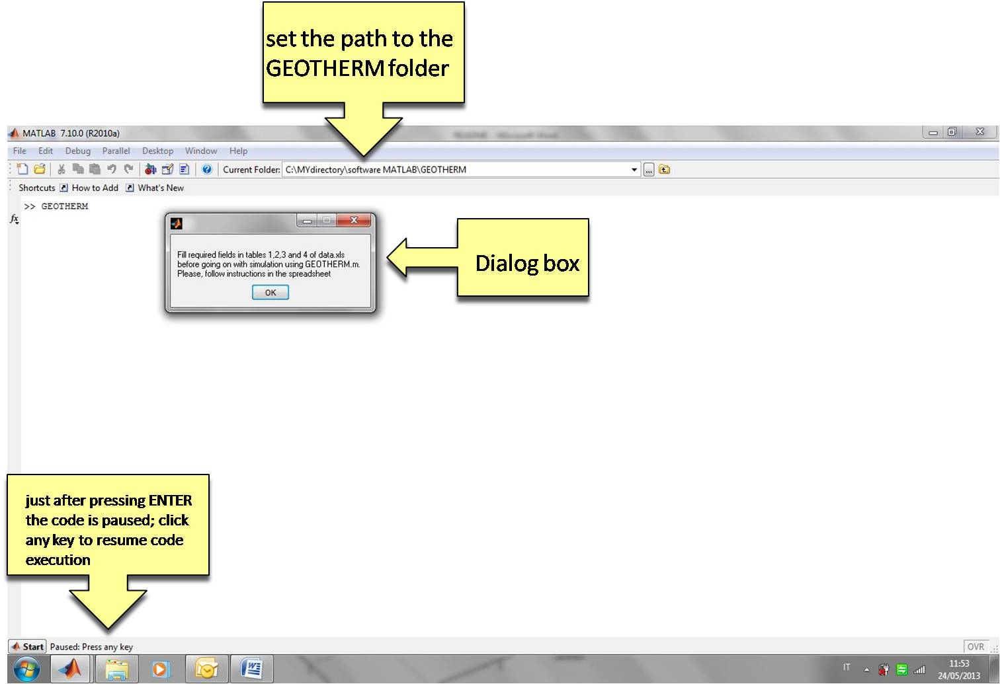 set the path to the
GEOTHERM folder
MATLAB 7.10.0 (R2010a)
File Edit Debug Parallel Desktop Window Help
Current Folder: C:\MYdirectory\software MATLAB\GEOTHERM
...
Shortcuts How to Add What's New
>> GEOTHERM
fx
Fill required fields in tables 1,2,3 and 4 of data.xls
before going on with simulation using GEOTHERM.m.
Please, follow instructions in the spreadsheet
OK
Dialog box
just after pressing ENTER
the code is paused; click
any key to resume code
execution
Start Paused: Press any key
OVR
IT
11:53
24/05/2013